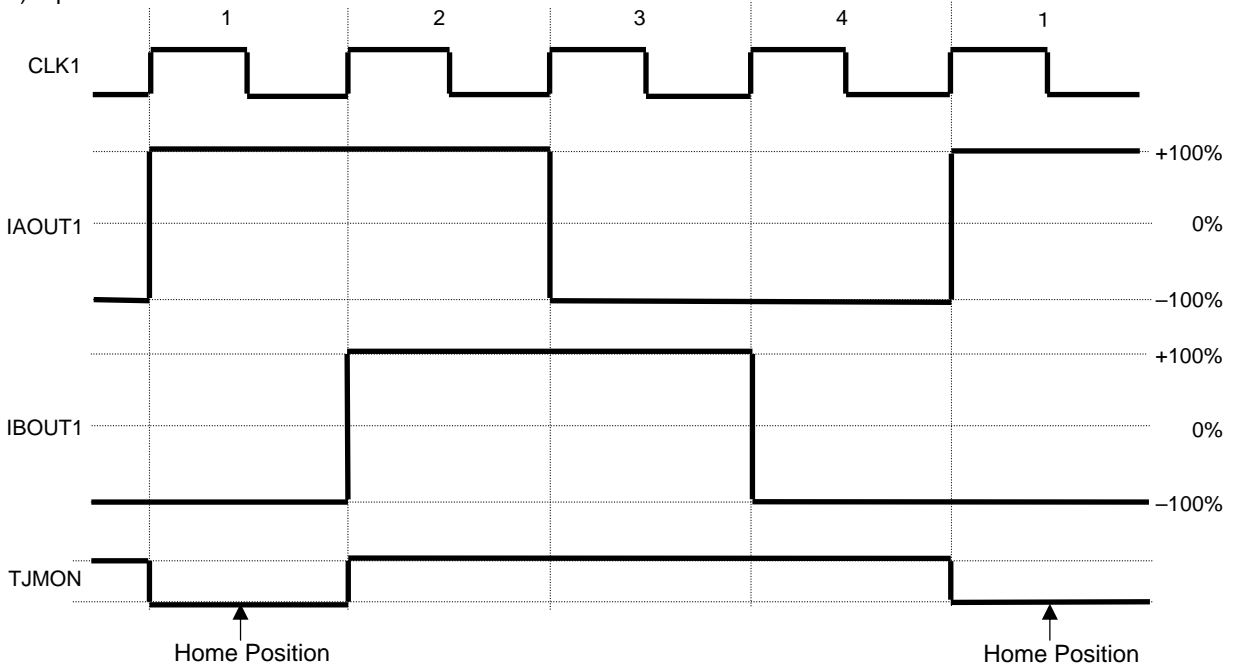 1 2 3 4 1
CLK1
+100%
IAOUT1 0%
–100%
+100%
IBOUT1 0%
–100%
TJMON
Home Position Home Position